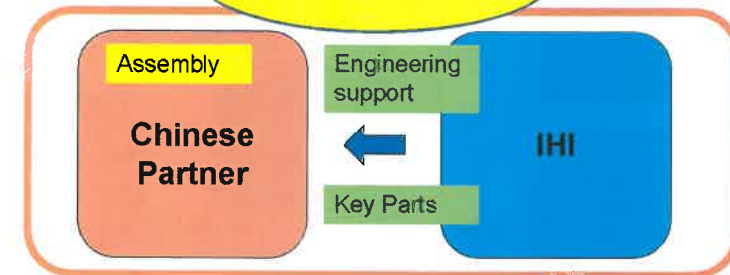 Assembly
Chinese
Partner
Engineering
support
Key Parts
IHI